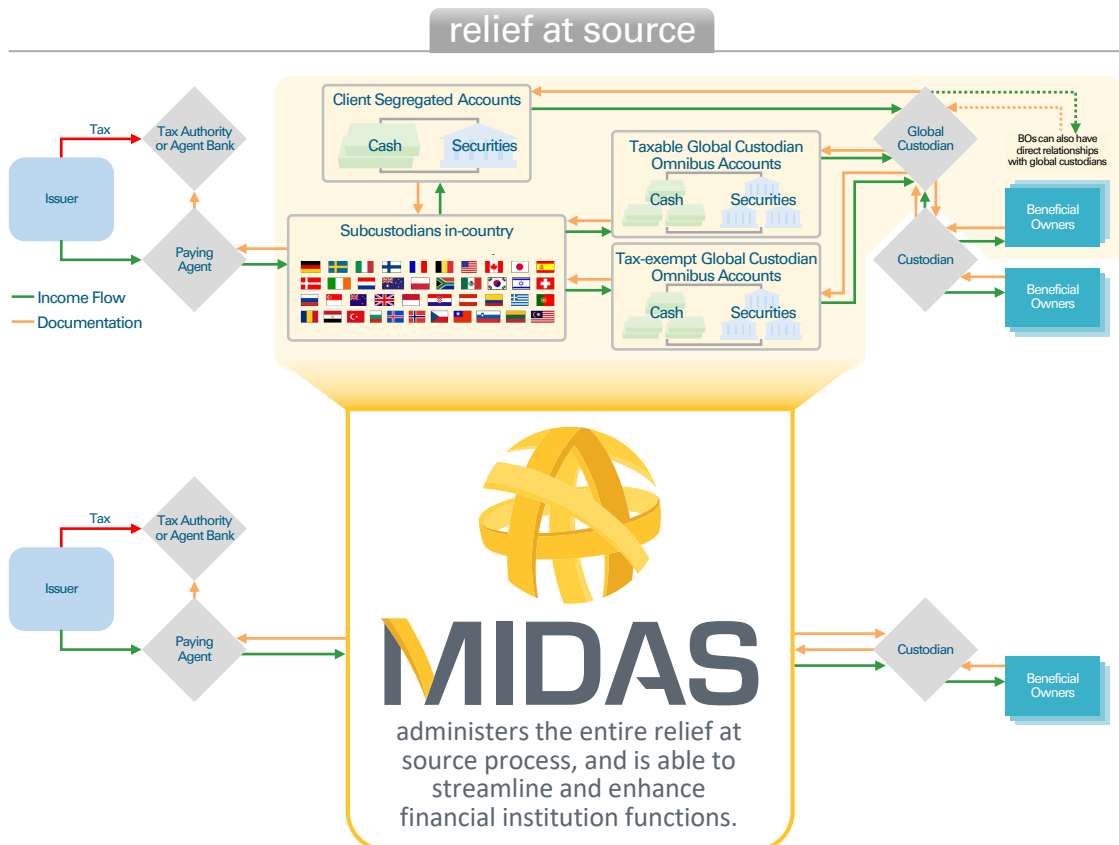 relief at source
Tax
Tax Authority
or Agent Bank
Issuer
Paying
Agent
Income Flow
Documentation
Client Segregated Accounts
Cash
Securities
Subcustodians in-country
Taxable Global Custodian
Omnibus Accounts
Cash
Securities
Tax-exempt Global Custodian
Omnibus Accounts
Cash
Securities
Global
Custodian
BOs can also have
direct relationships
with global custodians
Custodian
Beneficial
Owners
Beneficial
Owners
Tax
Tax Authority
or Agent Bank
Issuer
Paying
Agent
MIDAS
administers the entire relief at
source process, and is able to
streamline and enhance
financial institution functions.
Custodian
Beneficial
Owners